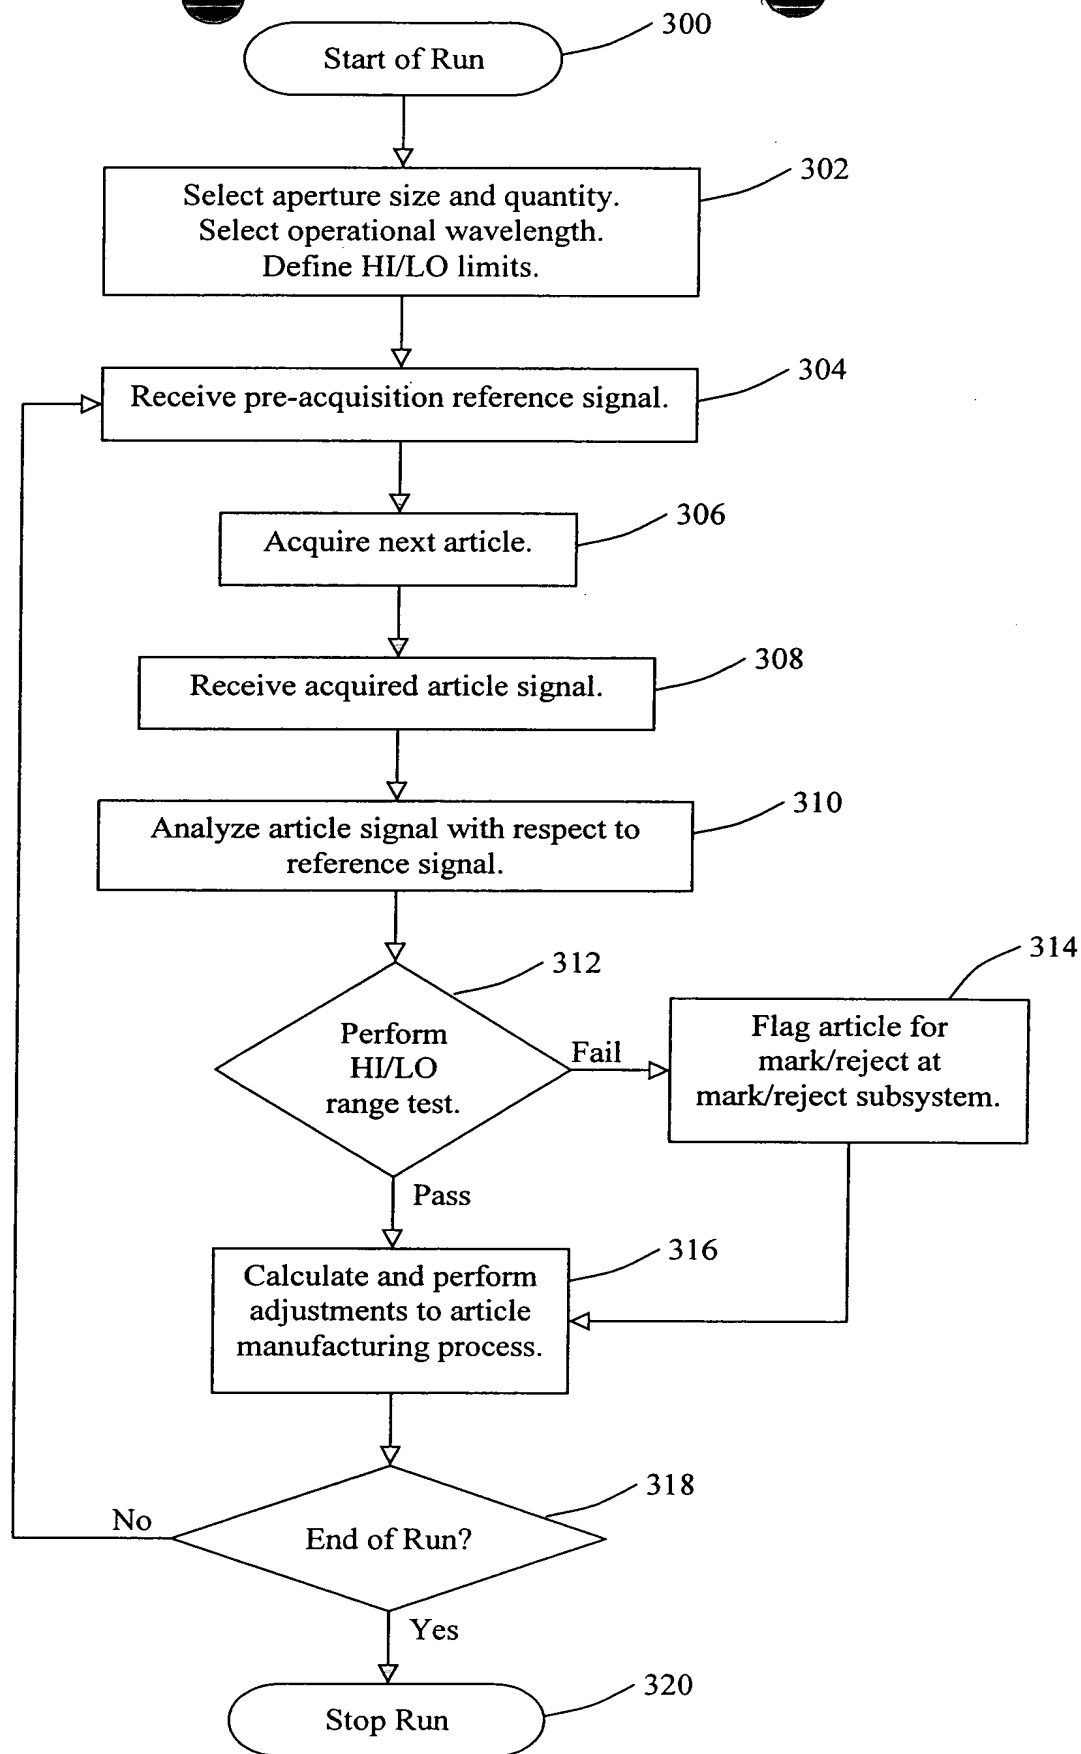 300
Start of Run
302
Select aperture size and quantity.
Select operational wavelength.
Define HI/LO limits.
304
Receive pre-acquisition reference signal.
306
Acquire next article.
308
Receive acquired article signal.
310
Analyze article signal with respect to
reference signal.
312
Perform
HI/LO
range test.
Fail
314
Flag article for
mark/reject at
mark/reject subsystem.
Pass
316
Calculate and perform
adjustments to article
manufacturing process.
318
No
End of Run?
Yes
320
Stop Run